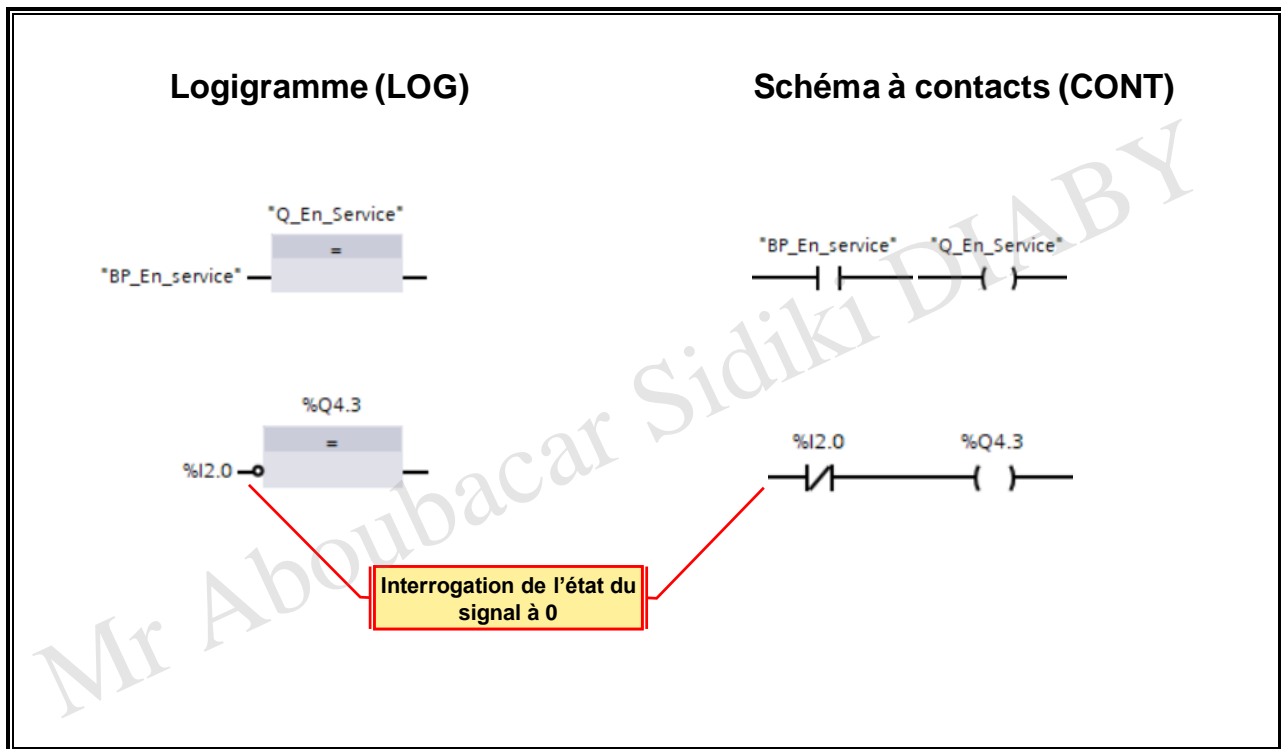 Logigramme (LOG)
Schéma à contacts (CONT)
"Q_En_Service"
=
"BP_En_service"
"BP_En_service"
"Q_En_Service"
%Q4.3
=
%I2.0
%I2.0
%Q4.3
Interrogation de l’état du
signal à 0
Mr Aboubacar Sidiki DIABY